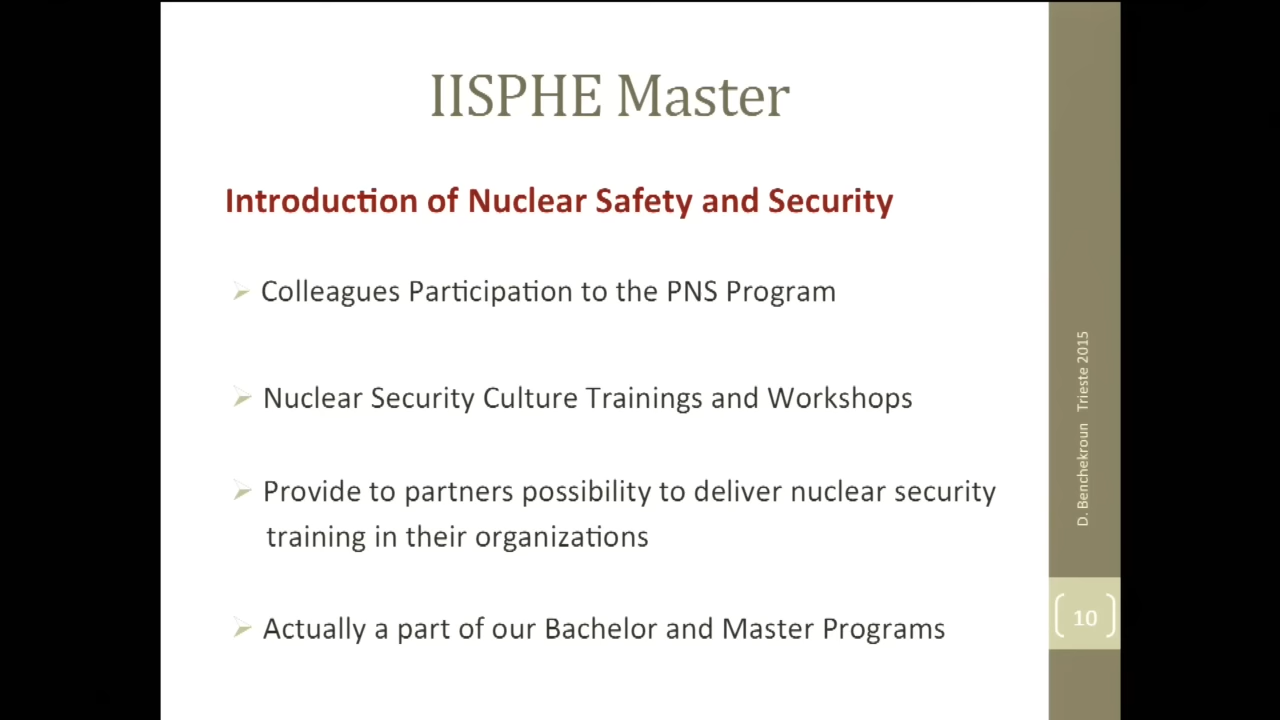 IISPHE Master
Introduction of Nuclear Safety and Security
Colleagues Participation to the PNS Program
Nuclear Security Culture Trainings and Workshops
Provide to partners possibility to deliver nuclear security
training in their organizations
Actually a part of our Bachelor and Master Programs
D. Benchekroun Trieste 2015
10